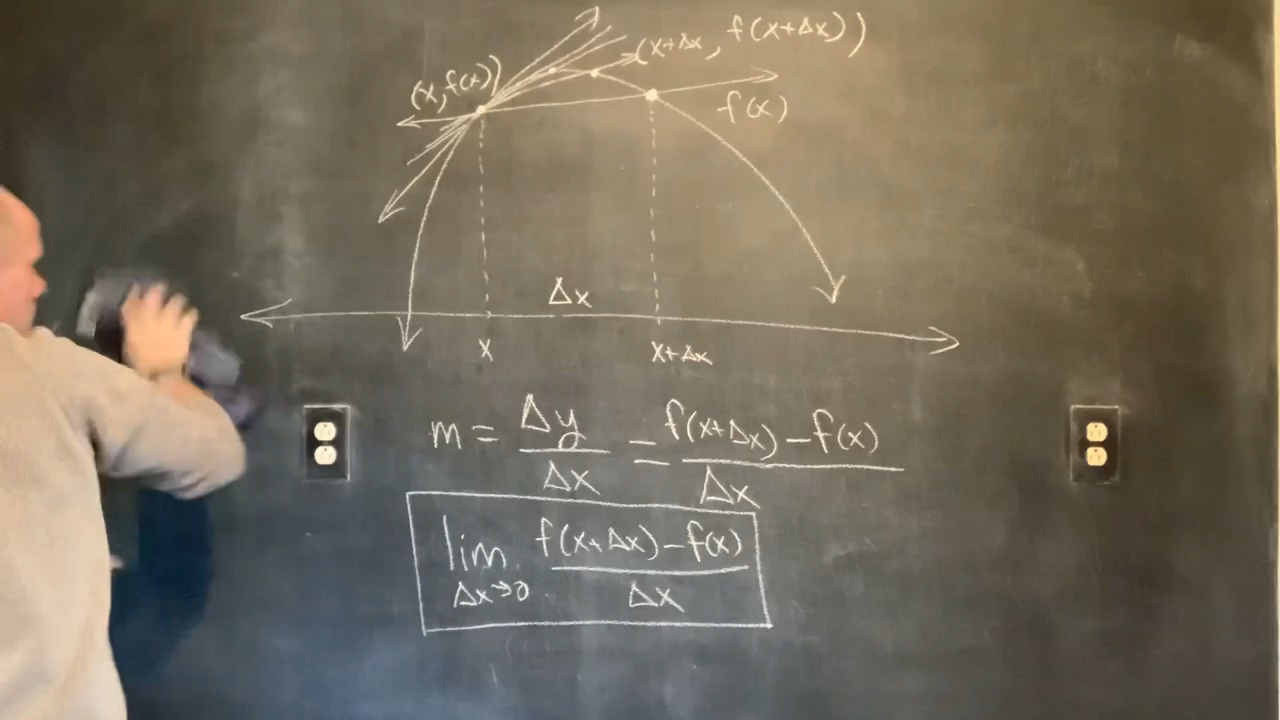 (x+Δx, f(x+Δx))
(x, f(x))
f(x)
Δx
x
x+Δx
m = Δy/Δx = f(x+Δx) - f(x)/Δx
lim Δx→0 f(x+Δx) - f(x)/Δx